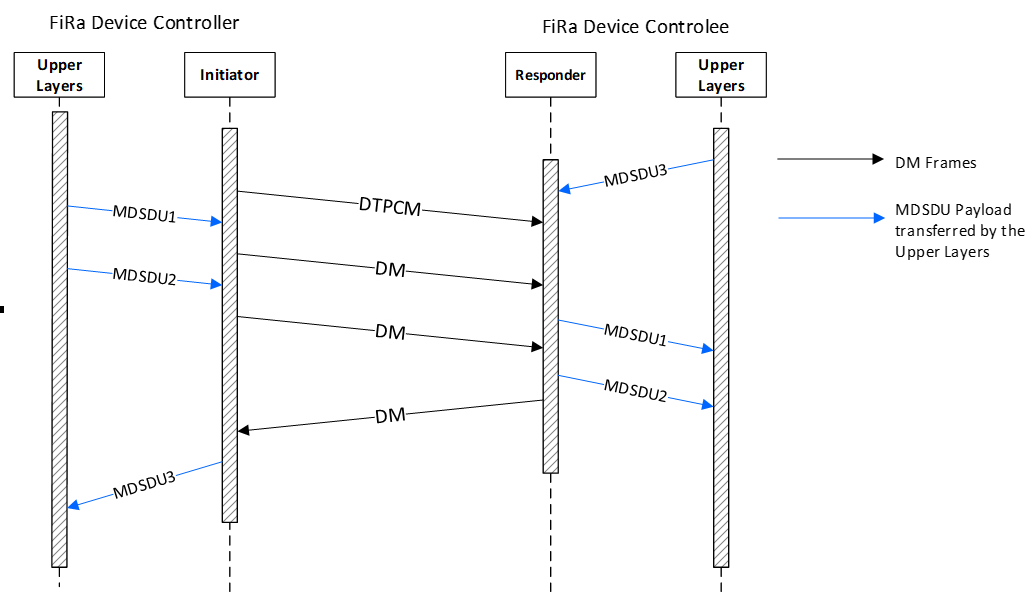 FiRa Device Controller
FiRa Device Controlee
Upper
Layers
Initiator
Responder
Upper
Layers
DM Frames
MDSDU3
DTPCM
MDSDU1
MDSDU Payload
transferred by the
Upper Layers
DM
MDSDU2
DM
MDSDU1
MDSDU2
DM
MDSDU3